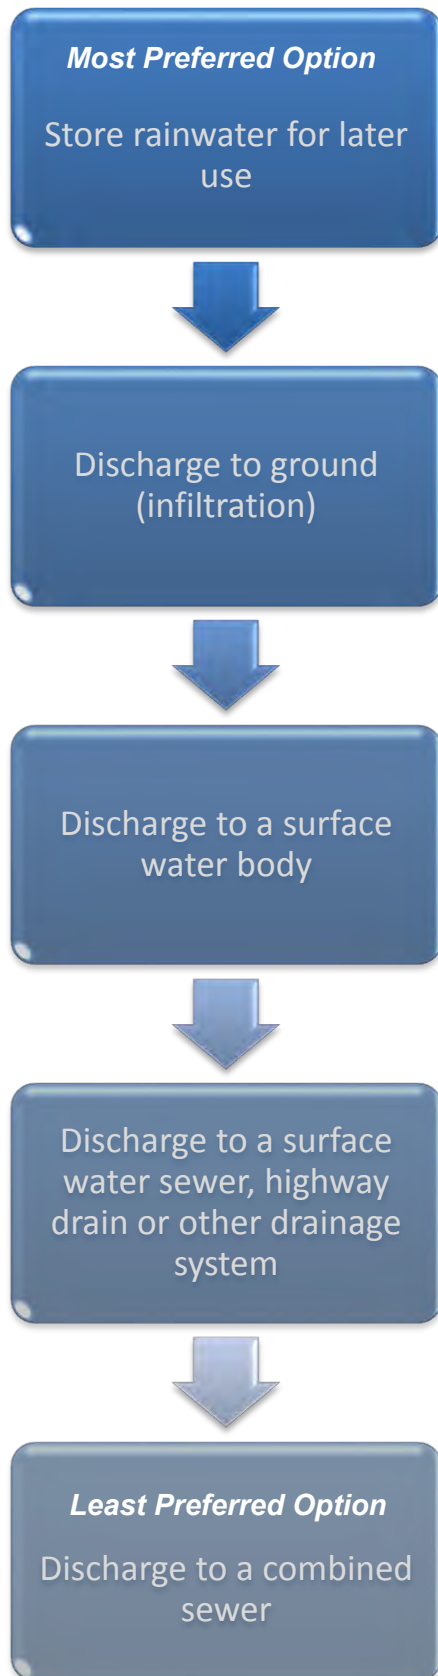 Most Preferred Option
Store rainwater for later
use
Discharge to ground
(infiltration)
Discharge to a surface
water body
Discharge to a surface
water sewer, highway
drain or other drainage
system
Least Preferred Option
Discharge to a combined
sewer